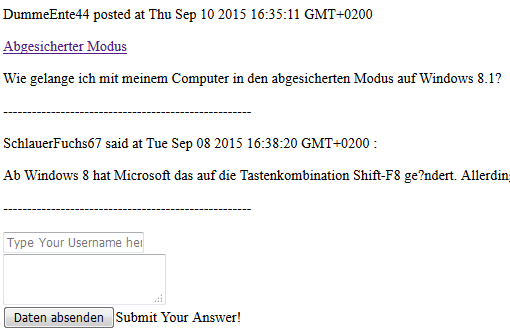 DummeEnte44 posted at Thu Sep 10 2015 16:35:11 GMT+0200
Abgesicherter Modus
Wie gelange ich mit meinem Computer in den abgesicherten Modus auf Windows 8.1?
----------------------------------------------------
SchlauerFuchs67 said at Tue Sep 08 2015 16:38:20 GMT+0200 :
Ab Windows 8 hat Microsoft das auf die Tastenkombination Shift-F8 ge?ndert. Allerdin
----------------------------------------------------
Type Your Username her
Daten absenden Submit Your Answer!